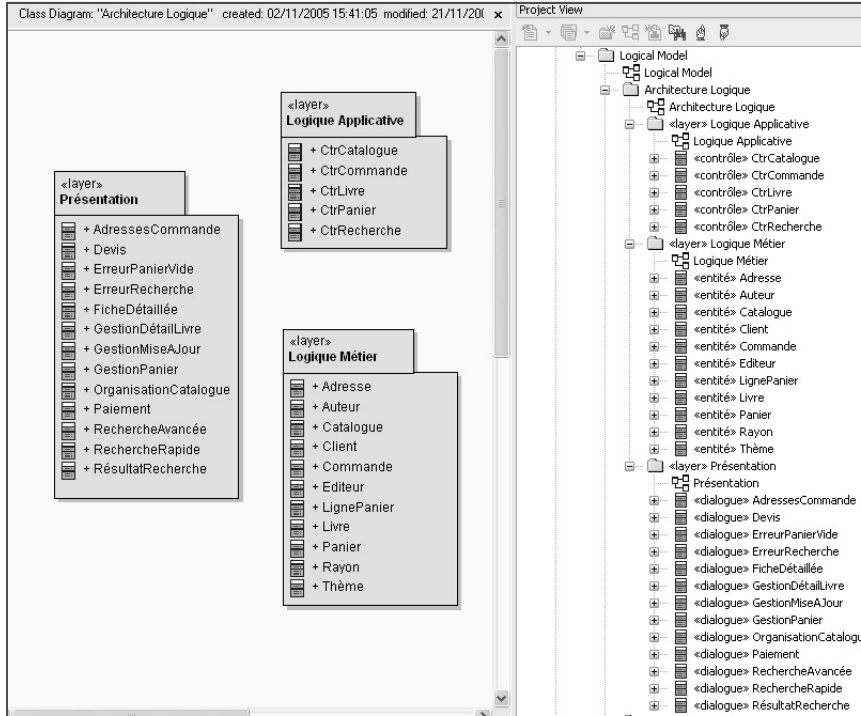 Class Diagram: "Architecture Logique" created: 02/11/2005 15:41:05 modified: 21/11/200
«layer»
Présentation
+ AdressesCommande
+ Devis
+ ErreurPanierVide
+ ErreurRecherche
+ FicheDétaillée
+ GestionDétailLivre
+ GestionMiseAJour
+ GestionPanier
+ OrganisationCatalogue
+ Paiement
+ RechercheAvancée
+ RechercheRapide
+ RésultatRecherche
«layer»
Logique Applicative
+ CtrCatalogue
+ CtrCommande
+ CtrLivre
+ CtrPanier
+ CtrRecherche
«layer»
Logique Métier
+ Adresse
+ Auteur
+ Catalogue
+ Client
+ Commande
+ Editeur
+ LignePanier
+ Livre
+ Panier
+ Rayon
+ Thème
Project View
Logical Model
Logical Model
Architecture Logique
Architecture Logique
«layer» Logique Applicative
Logique Applicative
«contrôle» CtrCatalogue
«contrôle» CtrCommande
«contrôle» CtrLivre
«contrôle» CtrPanier
«contrôle» CtrRecherche
«layer» Logique Métier
Logique Métier
«entité» Adresse
«entité» Auteur
«entité» Catalogue
«entité» Client
«entité» Commande
«entité» Editeur
«entité» LignePanier
«entité» Livre
«entité» Panier
«entité» Rayon
«entité» Thème
«layer» Présentation
Présentation
«dialogue» AdressesCommande
«dialogue» Devis
«dialogue» ErreurPanierVide
«dialogue» ErreurRecherche
«dialogue» FicheDétaillée
«dialogue» GestionDétailLivre
«dialogue» GestionMiseAJour
«dialogue» GestionPanier
«dialogue» OrganisationCatalogu
«dialogue» Paiement
«dialogue» RechercheAvancée
«dialogue» RechercheRapide
«dialogue» RésultatRecherche